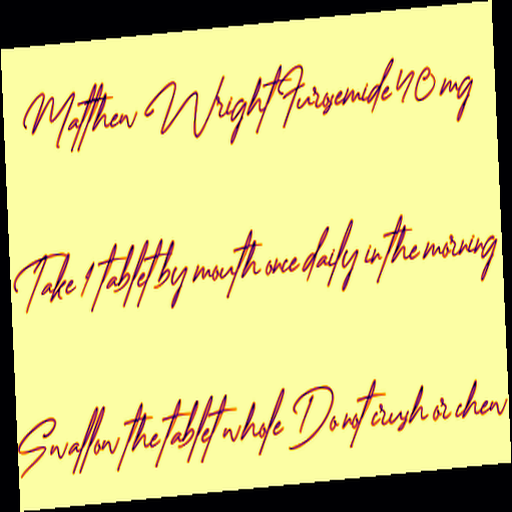 Matthew Wright Furosemide 40 mg
Take 1 tablet by mouth once daily in the morning
Swallow the tablet whole Do not crush or chew